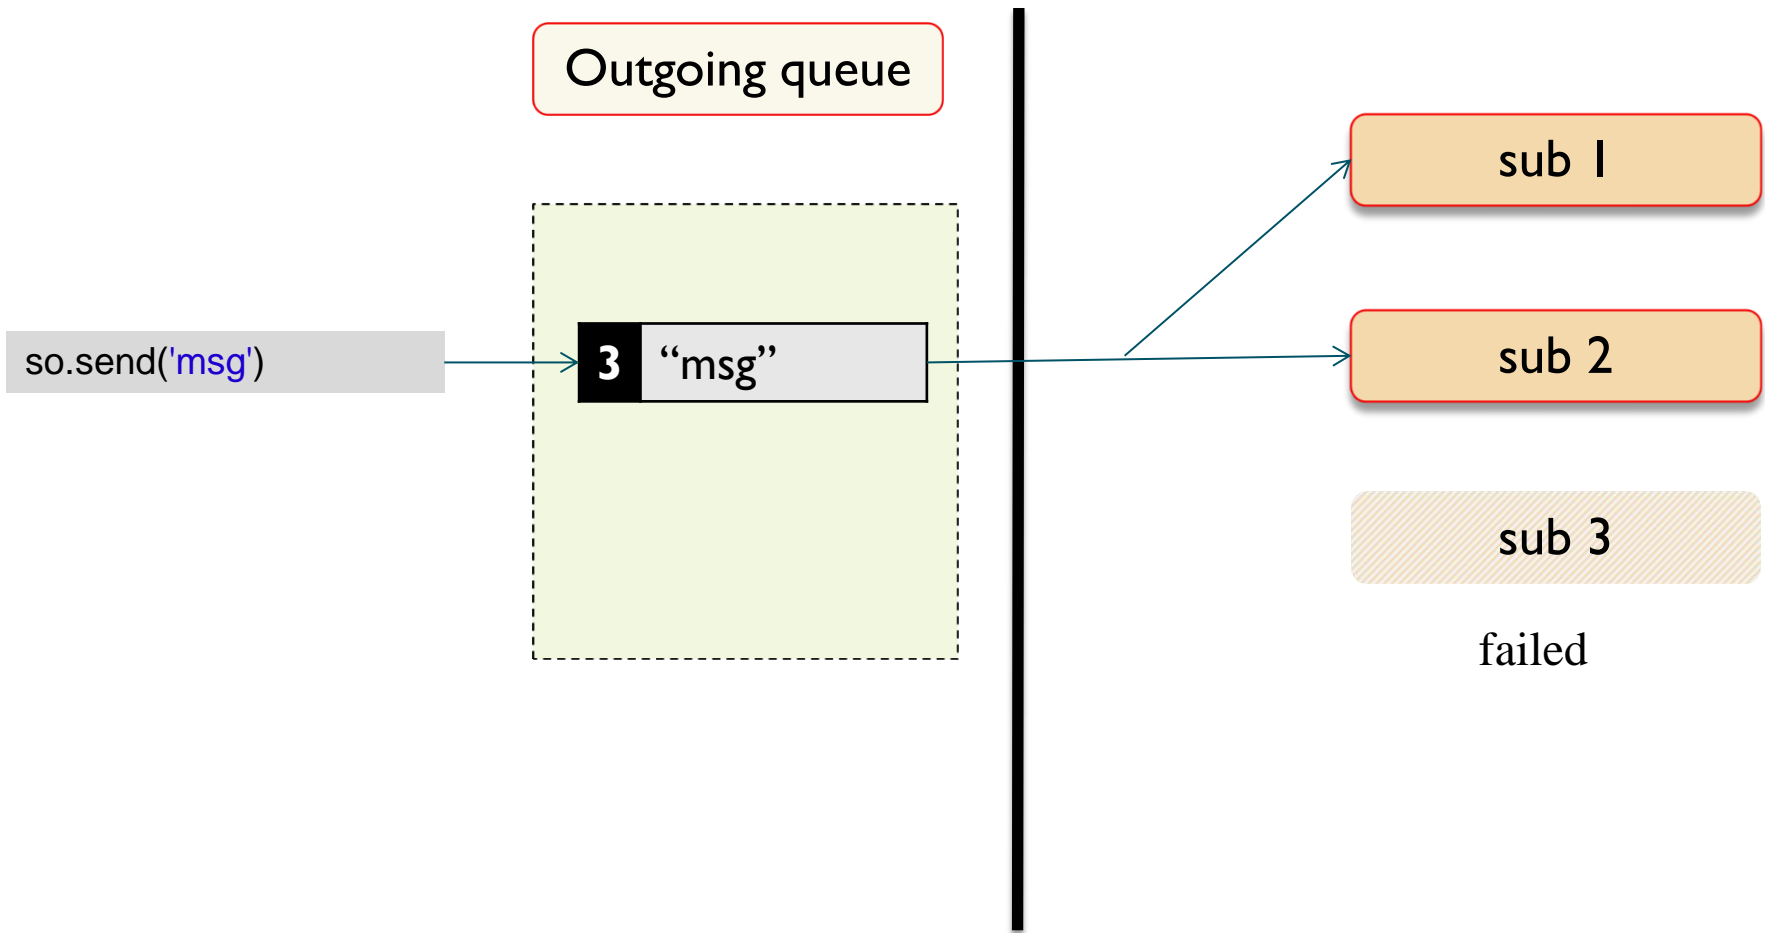 Outgoing queue
sub 1
so.send('msg')
3 “msg”
sub 2
sub 3
failed